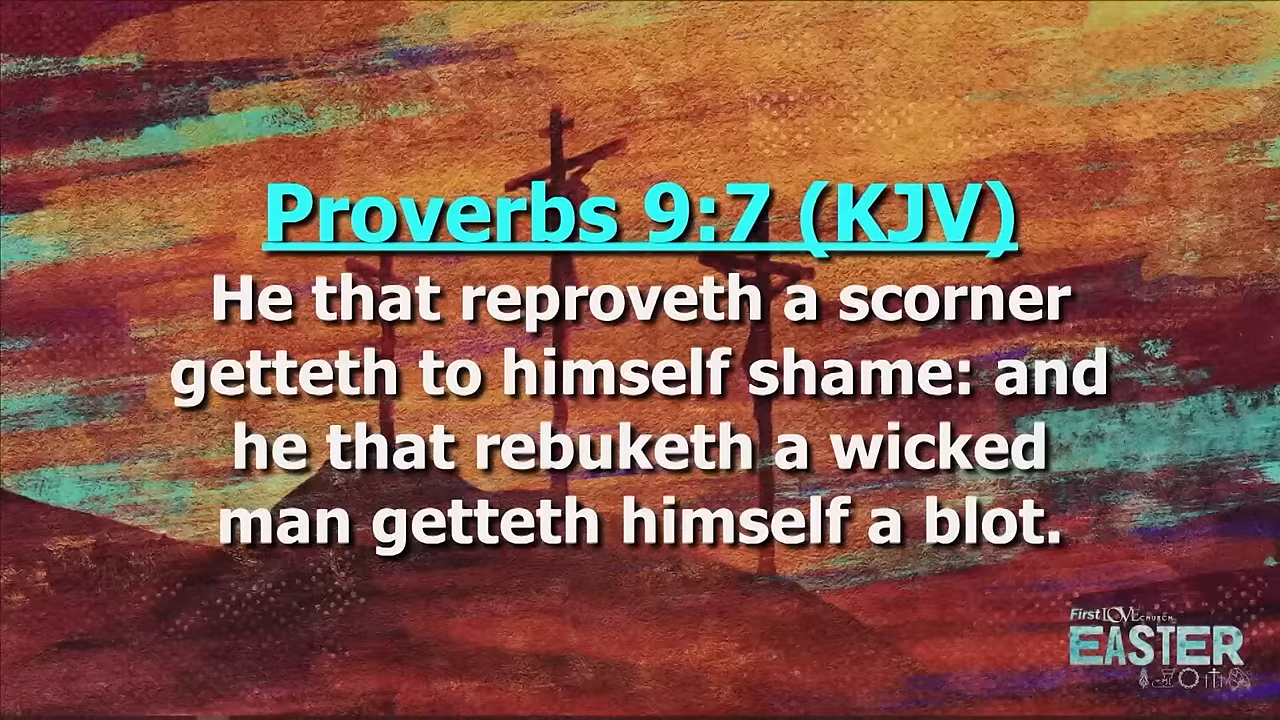 Proverbs 9:7 (KJV)
He that reproveth a scorner
getteth to himself shame: and
he that rebuketh a wicked
man getteth himself a blot.
First LOVE CHURCH
EASTER